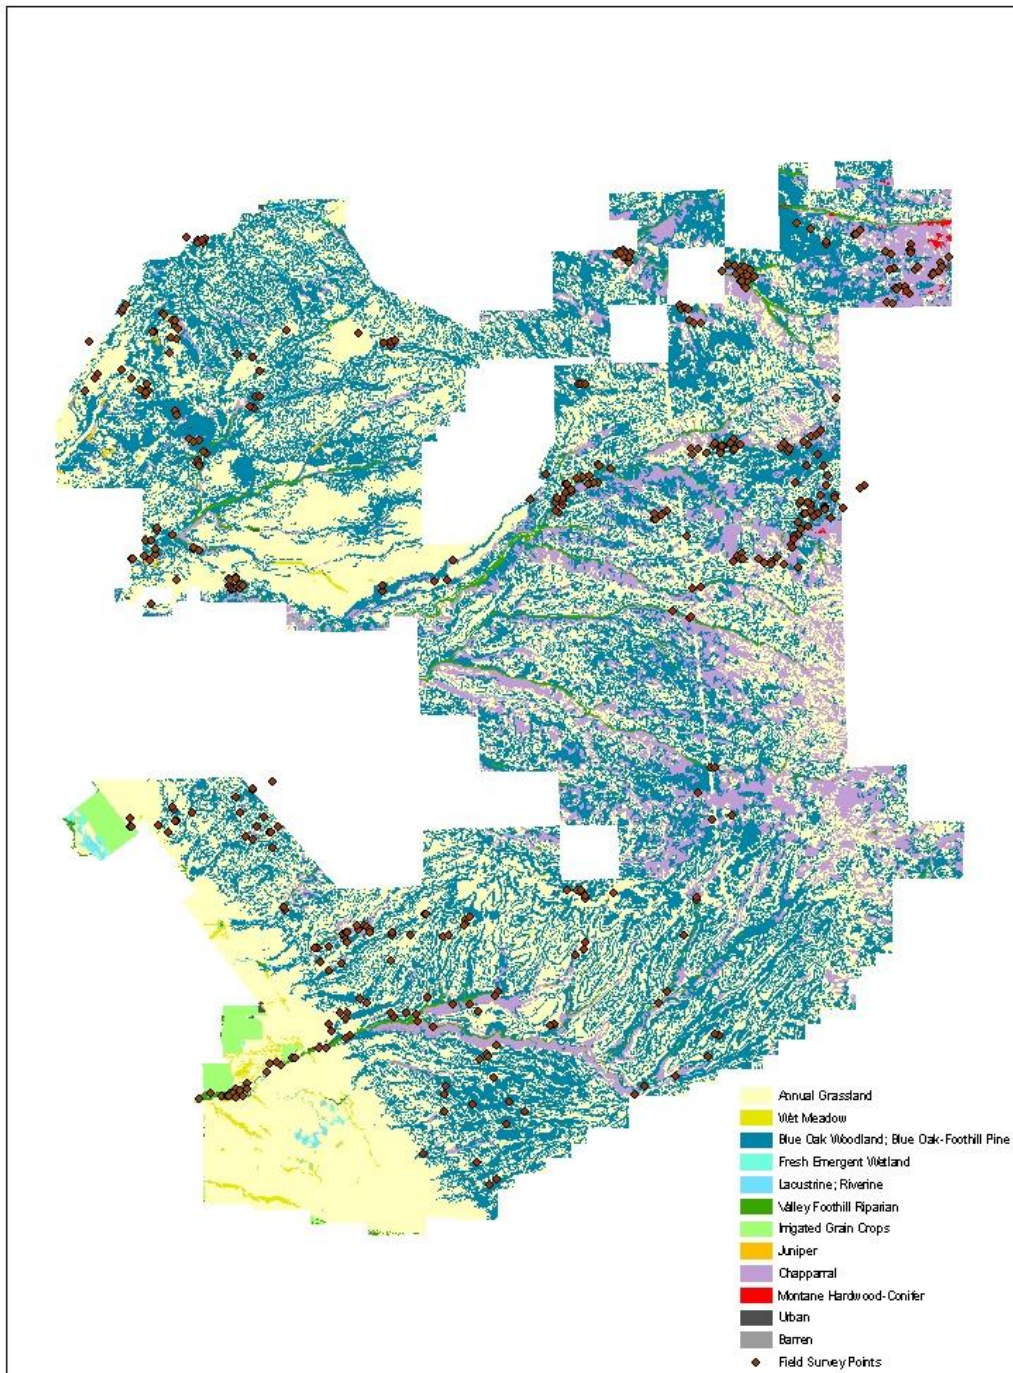 Annual Grassland
Wet Meadow
Blue Oak Woodland; Blue Oak-Foothill Pine
Fresh Emergent Wetland
Lacustrine; Riverine
Valley Foothill Riparian
Irrigated Grain Crops
Juniper
Chapparral
Montane Hardwood-Conifer
Urban
Barren
Field Survey Points